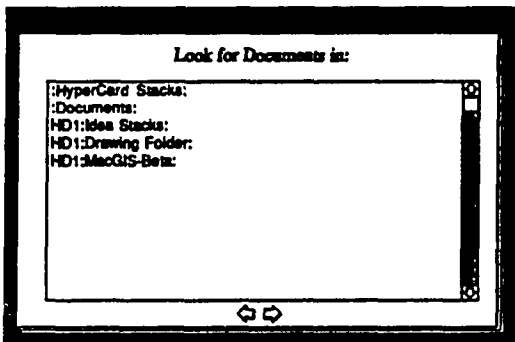 Look for Documents in:
:HyperCard Stacks:
:Documents:
HD1:Idea Stacks:
HD1:Drawing Folder:
HD1:MacGIS-Beta: